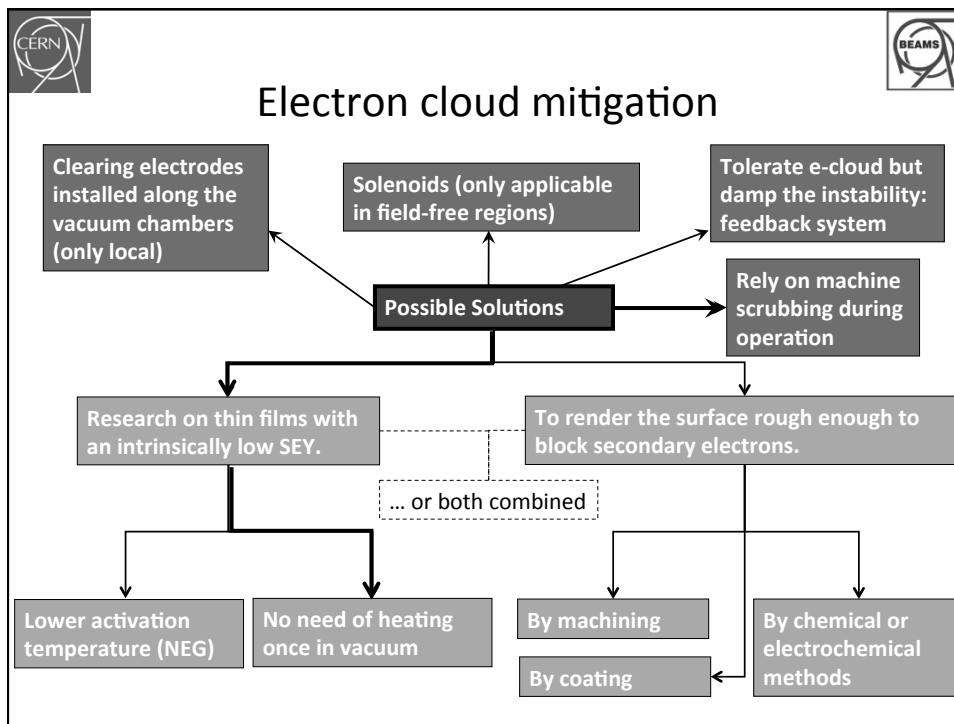 CERN
BEAMS
Electron cloud mitigation
Clearing electrodes
installed along the
vacuum chambers
(only local)
Solenoids (only applicable
in field-free regions)
Tolerate e-cloud but
damp the instability:
feedback system
Possible Solutions
Rely on machine
scrubbing during
operation
Research on thin films with
an intrinsically low SEY.
To render the surface rough enough to
block secondary electrons.
... or both combined
Lower activation
temperature (NEG)
No need of heating
once in vacuum
By machining
By coating
By chemical or
electrochemical
methods